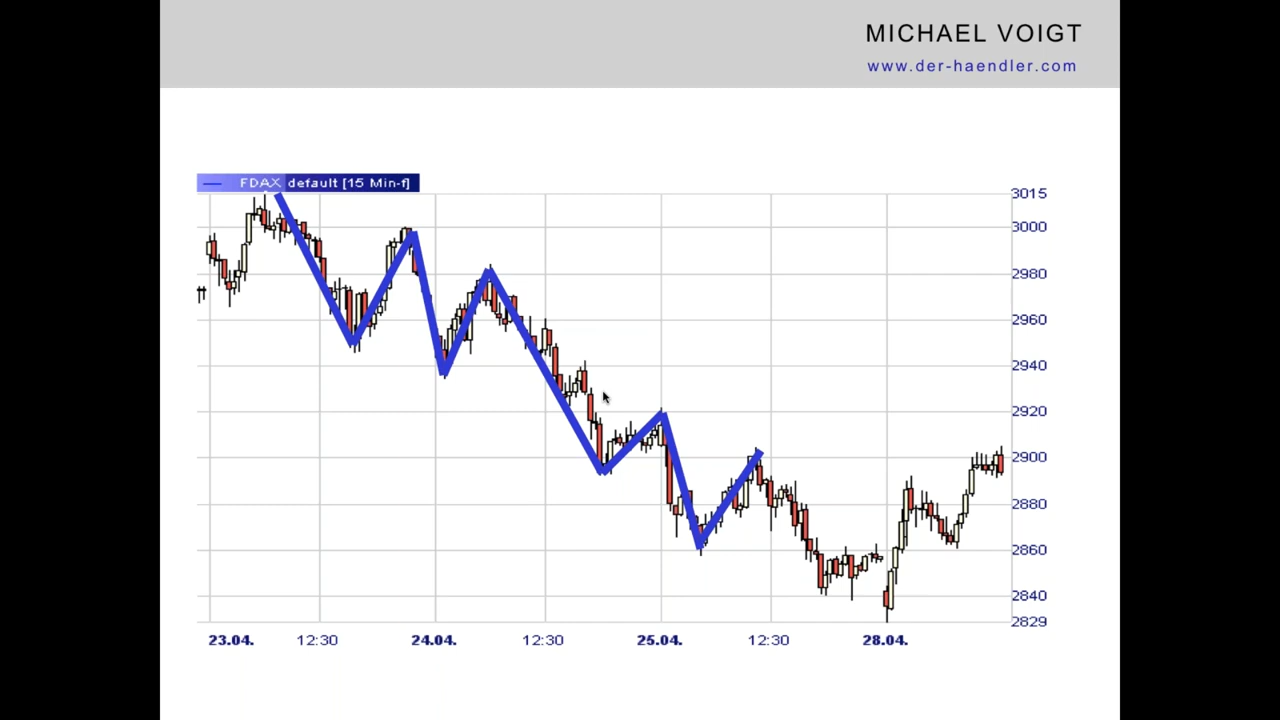 MICHAEL VOIGT
www.der-haendler.com
FDAX default [15 Min-f]
3015
3000
2980
2960
2940
2920
2900
2880
2860
2840
2829
23.04. 12:30 24.04. 12:30 25.04. 12:30 28.04.